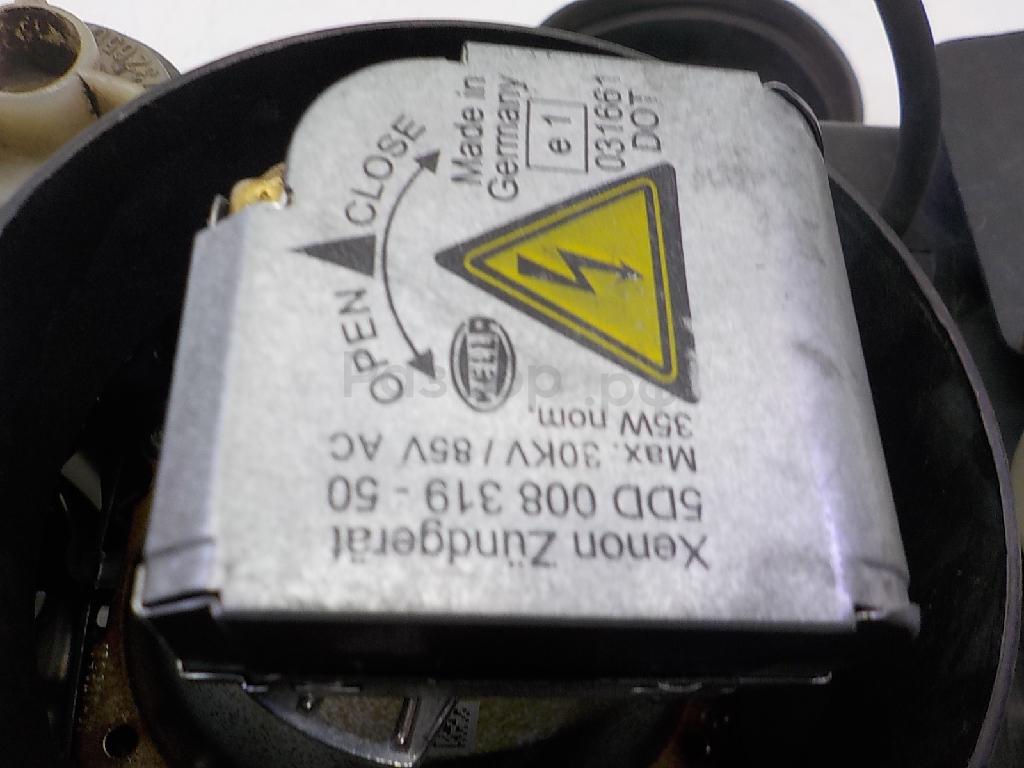 Xenon Zündgerät
5DD 008 319 - 50
Max. 30KV / 85V AC
35W nom.
HELLA
OPEN CLOSE
Made in
Germany
e 1
031661
DOT